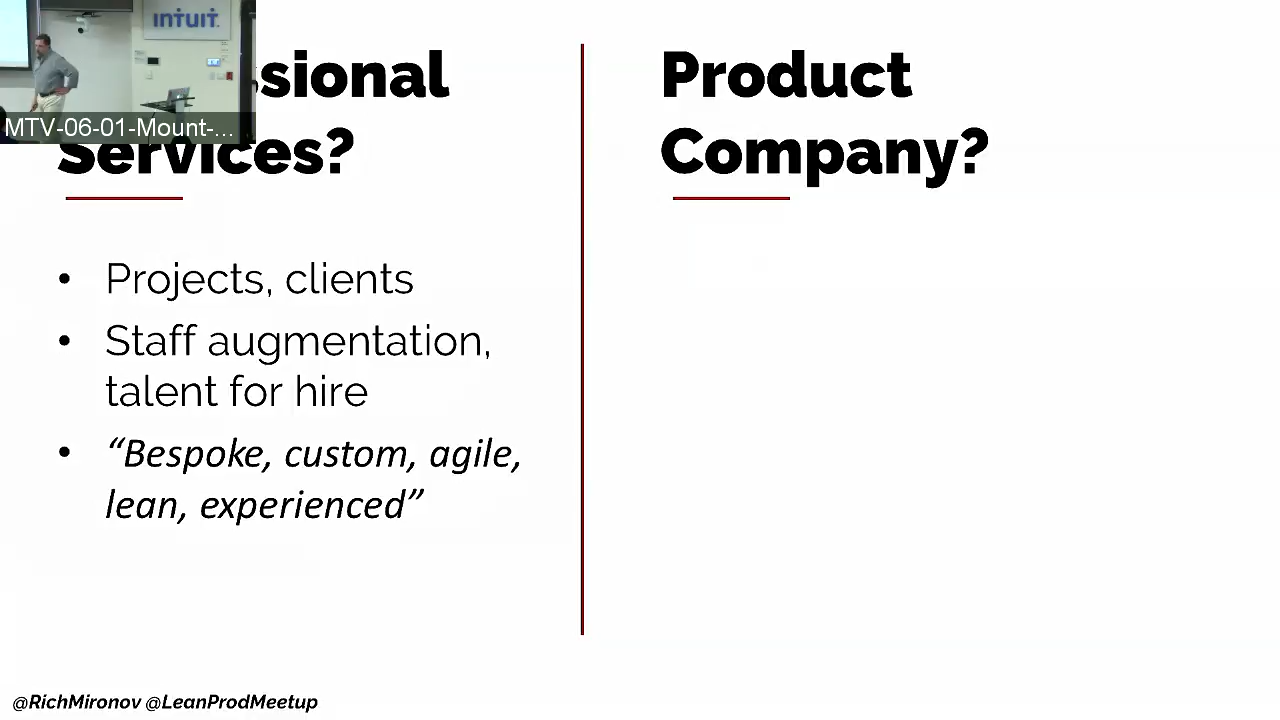 INTUIT.
MTV-06-01-Mount-...
sional
Services?
Product
Company?
• Projects, clients
• Staff augmentation,
talent for hire
• “Bespoke, custom, agile,
lean, experienced”
@RichMironov @LeanProdMeetup